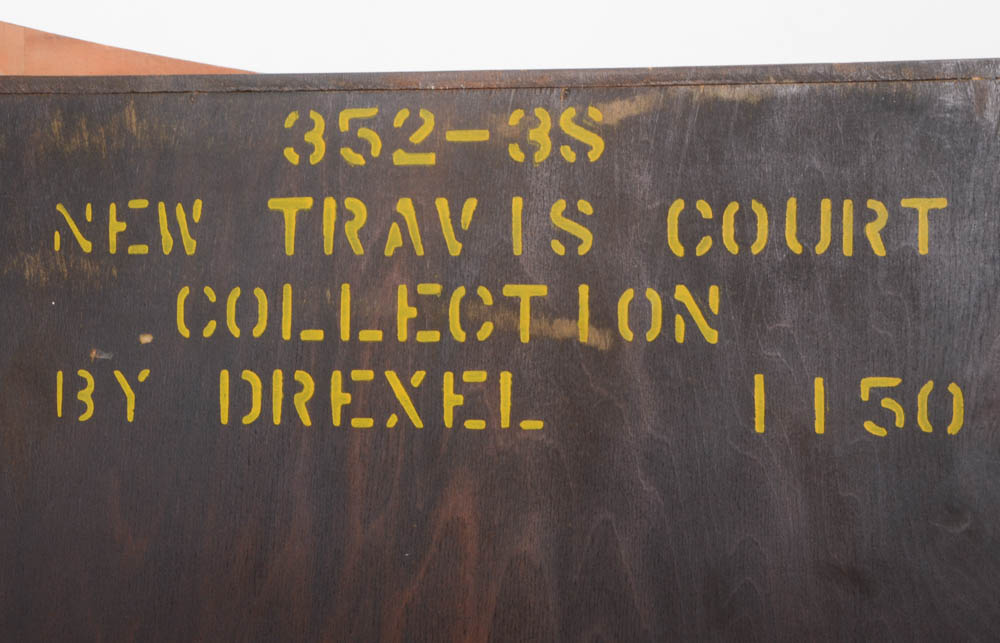 352-3S
NEW TRAVIS COURT
COLLECTION
BY DREXEL 1150